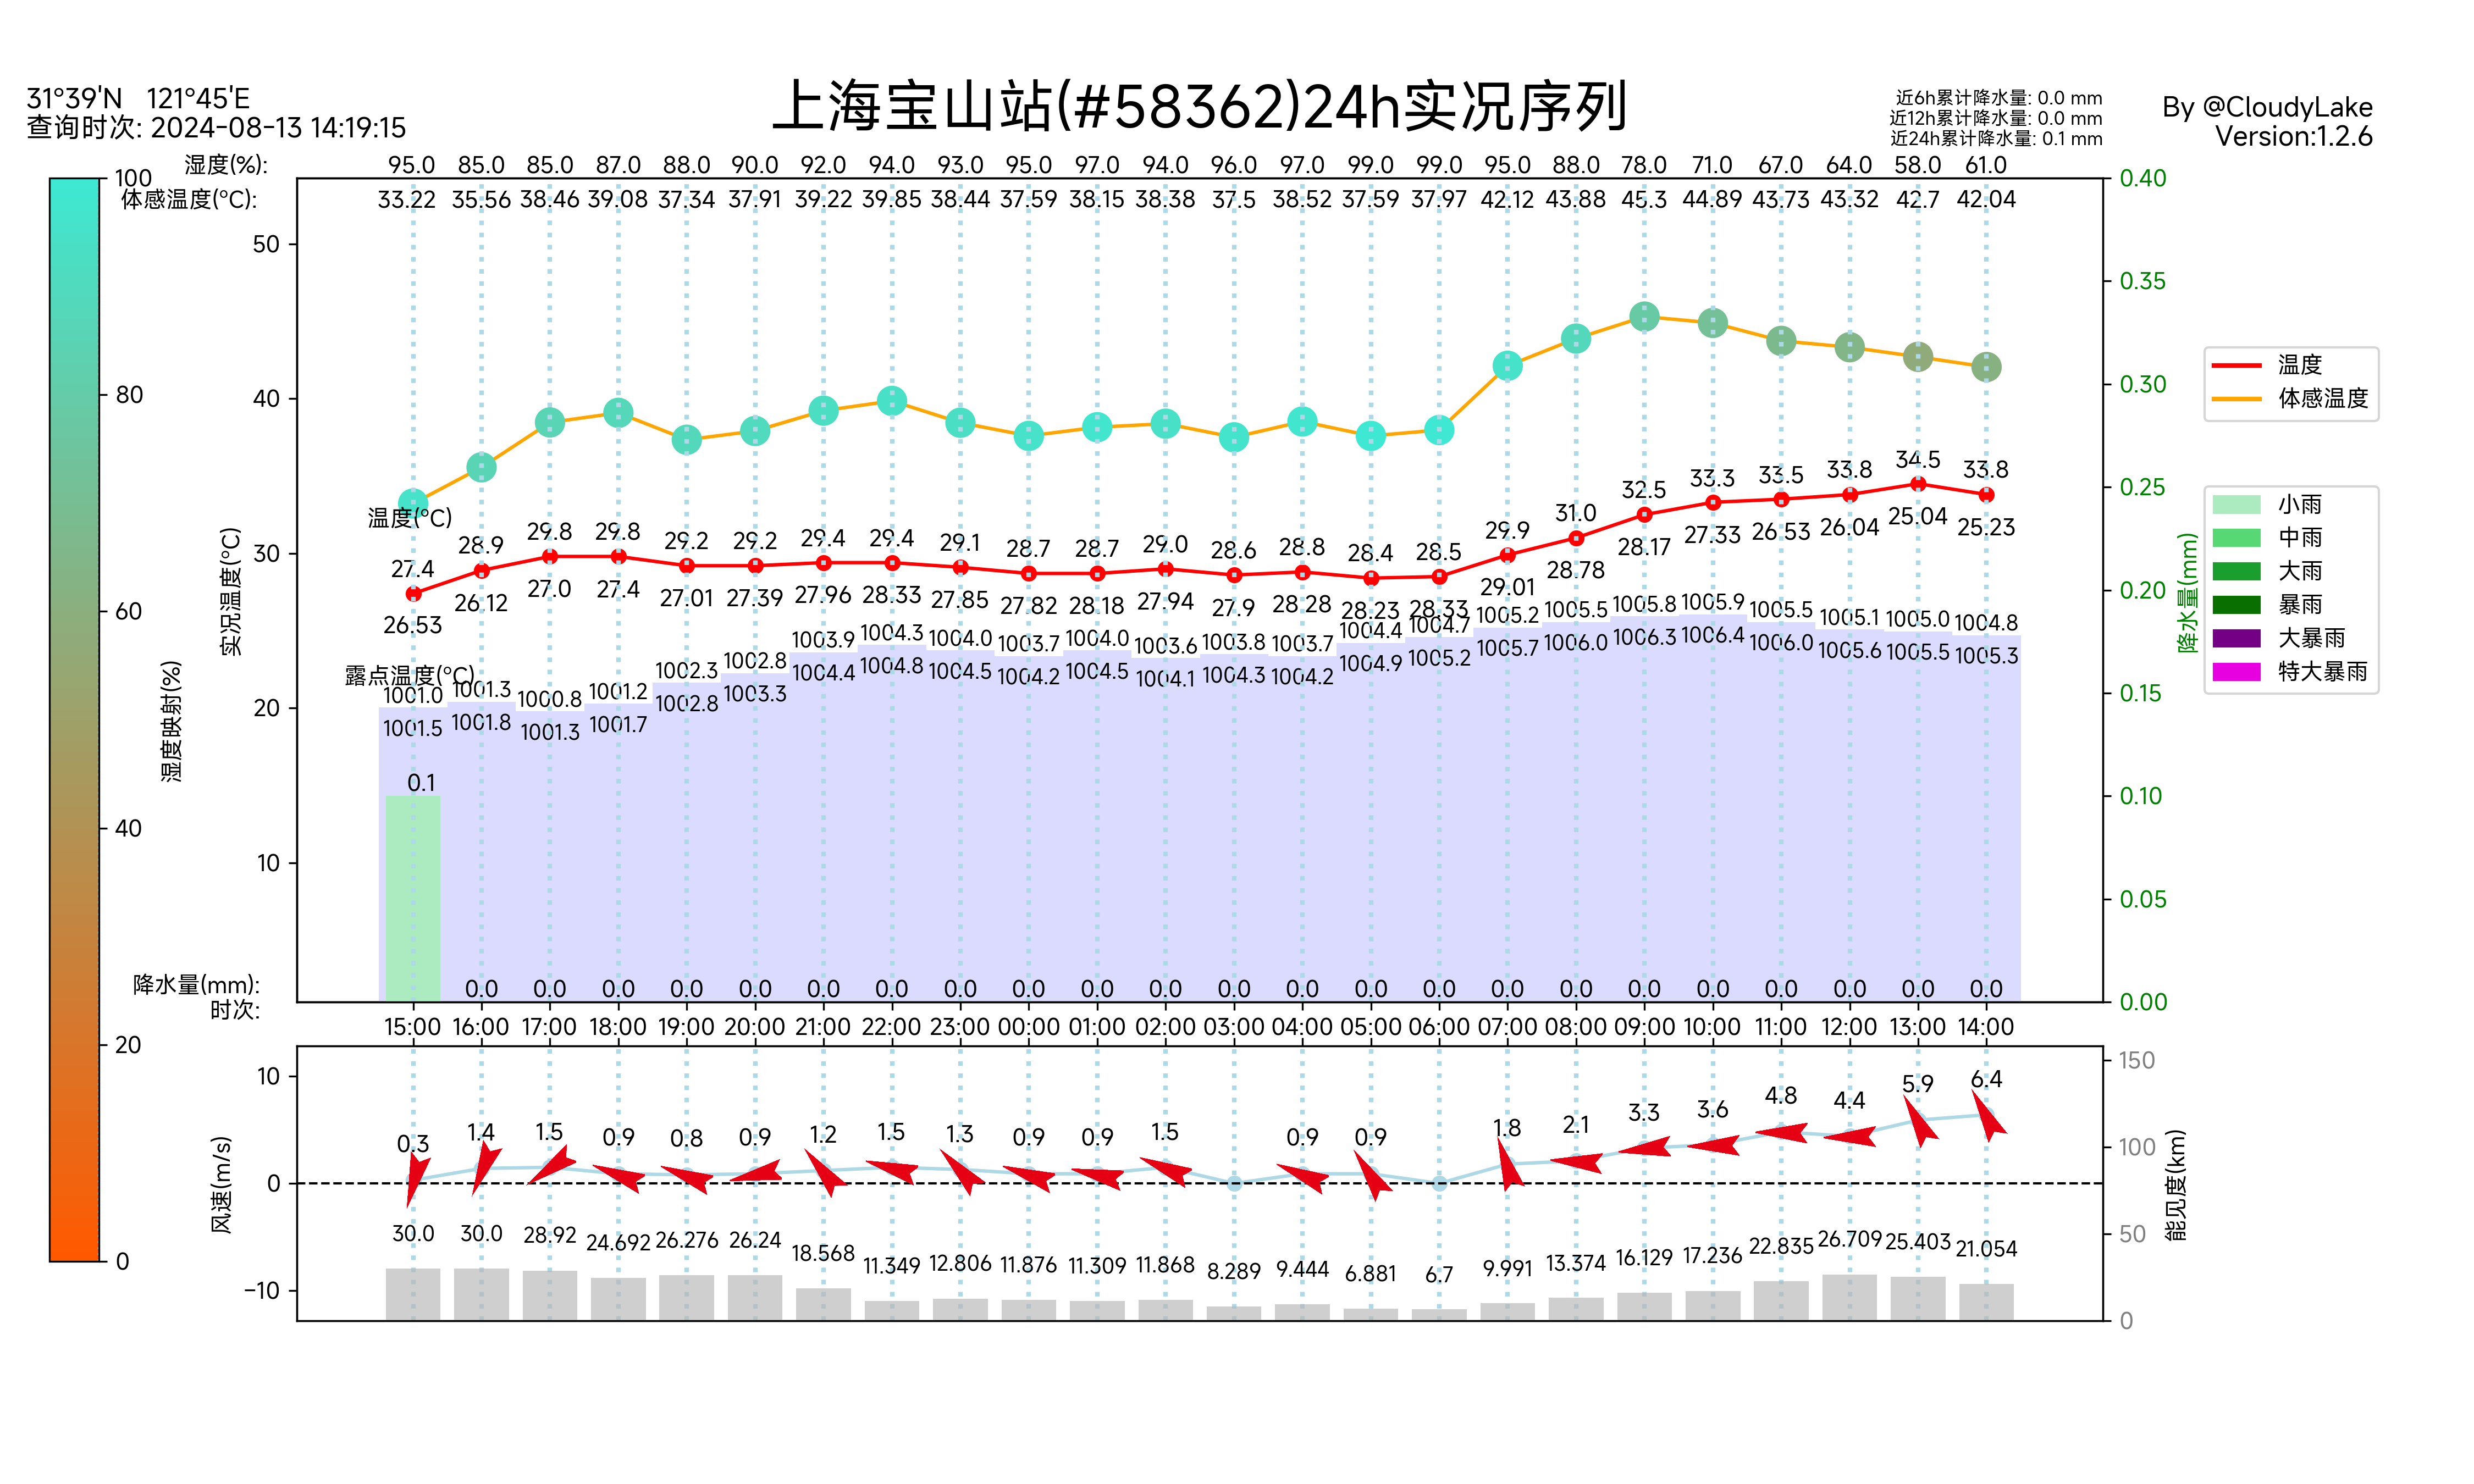 31°39'N   121°45'E
查询时次: 2024-08-13 14:19:15
上海宝山站(#58362)24h实况序列
近6h累计降水量: 0.0 mm
近12h累计降水量: 0.0 mm
近24h累计降水量: 0.1 mm
By @CloudyLake
Version:1.2.6
湿度(%): 95.0 85.0 85.0 87.0 88.0 90.0 92.0 94.0 93.0 95.0 97.0 94.0 96.0 97.0 99.0 99.0 95.0 88.0 78.0 71.0 67.0 64.0 58.0 61.0
体感温度(℃): 33.22 35.56 38.46 39.08 37.34 37.91 39.22 39.85 38.44 37.59 38.15 38.38 37.5 38.52 37.59 37.97 42.12 43.88 45.3 44.89 43.73 43.32 42.7 42.04
100
80
60
40
20
0
湿度映射(%)
50
40
30
20
10
实况温度(℃)
温度(℃)
27.4 28.9 29.8 29.8 29.2 29.2 29.4 29.4 29.1 28.7 28.7 29.0 28.6 28.8 28.4 28.5 29.9 31.0 32.5 33.3 33.5 33.8 34.5 33.8
26.53 26.12 27.0 27.4 27.01 27.39 27.96 28.33 27.85 27.82 28.18 27.94 27.9 28.28 28.23 28.33 29.01 28.78 28.17 27.33 26.53 26.04 25.04 25.23
露点温度(℃)
1001.0 1001.3 1000.8 1001.2 1002.3 1002.8 1003.9 1004.3 1004.0 1003.7 1004.0 1003.6 1003.8 1003.7 1004.4 1004.7 1005.2 1005.5 1005.8 1005.9 1005.5 1005.1 1005.0 1004.8
1001.5 1001.8 1001.3 1001.7 1002.8 1003.3 1004.4 1004.8 1004.5 1004.2 1004.5 1004.1 1004.3 1004.2 1004.9 1005.2 1005.7 1006.0 1006.3 1006.4 1006.0 1005.6 1005.5 1005.3
0.1
降水量(mm): 0.0 0.0 0.0 0.0 0.0 0.0 0.0 0.0 0.0 0.0 0.0 0.0 0.0 0.0 0.0 0.0 0.0 0.0 0.0 0.0 0.0 0.0 0.0
时次:
15:00 16:00 17:00 18:00 19:00 20:00 21:00 22:00 23:00 00:00 01:00 02:00 03:00 04:00 05:00 06:00 07:00 08:00 09:00 10:00 11:00 12:00 13:00 14:00
0.40
0.35
0.30
0.25
0.20
0.15
0.10
0.05
0.00
降水量(mm)
温度
体感温度
小雨
中雨
大雨
暴雨
大暴雨
特大暴雨
10
0
−10
风速(m/s)
0.3 1.4 1.5 0.9 0.8 0.9 1.2 1.5 1.3 0.9 0.9 1.5 0.9 0.9 1.8 2.1 3.3 3.6 4.8 4.4 5.9 6.4
30.0 30.0 28.92 24.692 26.276 26.24 18.568 11.349 12.806 11.876 11.309 11.868 8.289 9.444 6.881 6.7 9.991 13.374 16.129 17.236 22.835 26.709 25.403 21.054
150
100
50
0
能见度(km)